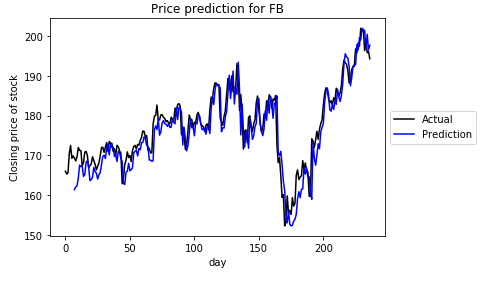 Price prediction for FB
200
190
180
170
160
150
0
50
100
150
200
Closing price of stock
day
Actual
Prediction